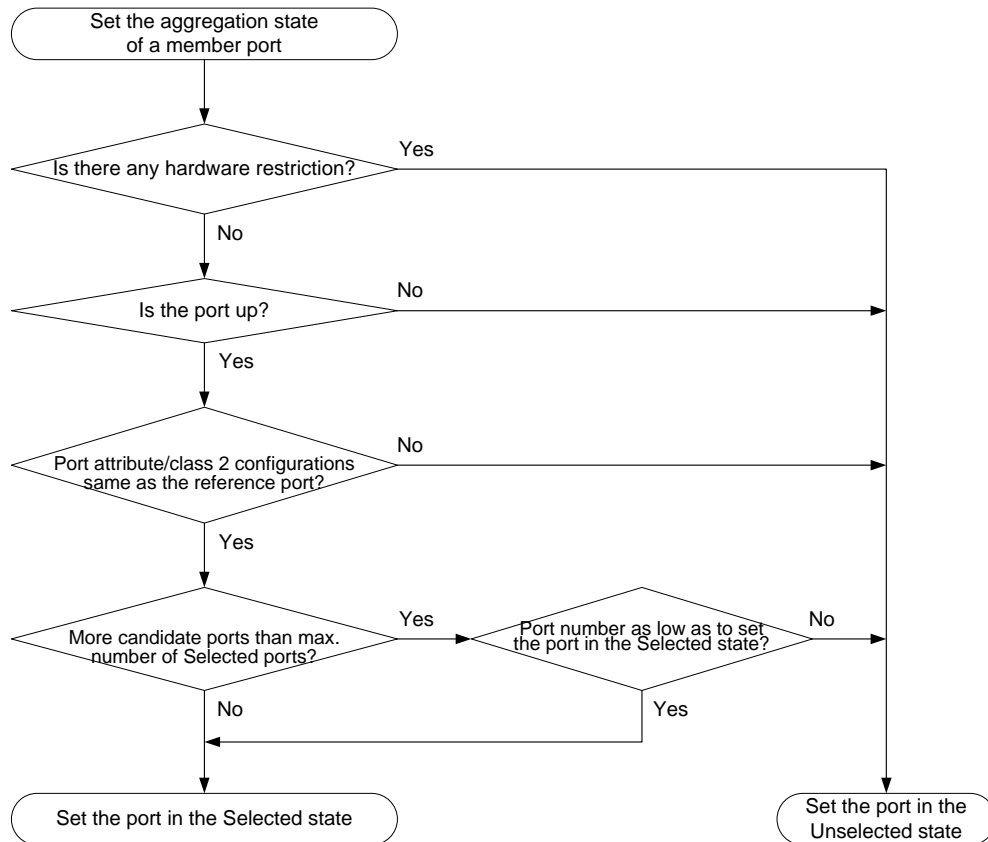 Set the aggregation state
of a member port
Is there any hardware restriction?
Yes
No
Is the port up?
No
Yes
Port attribute/class 2 configurations
same as the reference port?
No
Yes
More candidate ports than max.
number of Selected ports?
Yes
Port number as low as to set
the port in the Selected state?
No
No
Yes
Set the port in the Selected state
Set the port in the
Unselected state